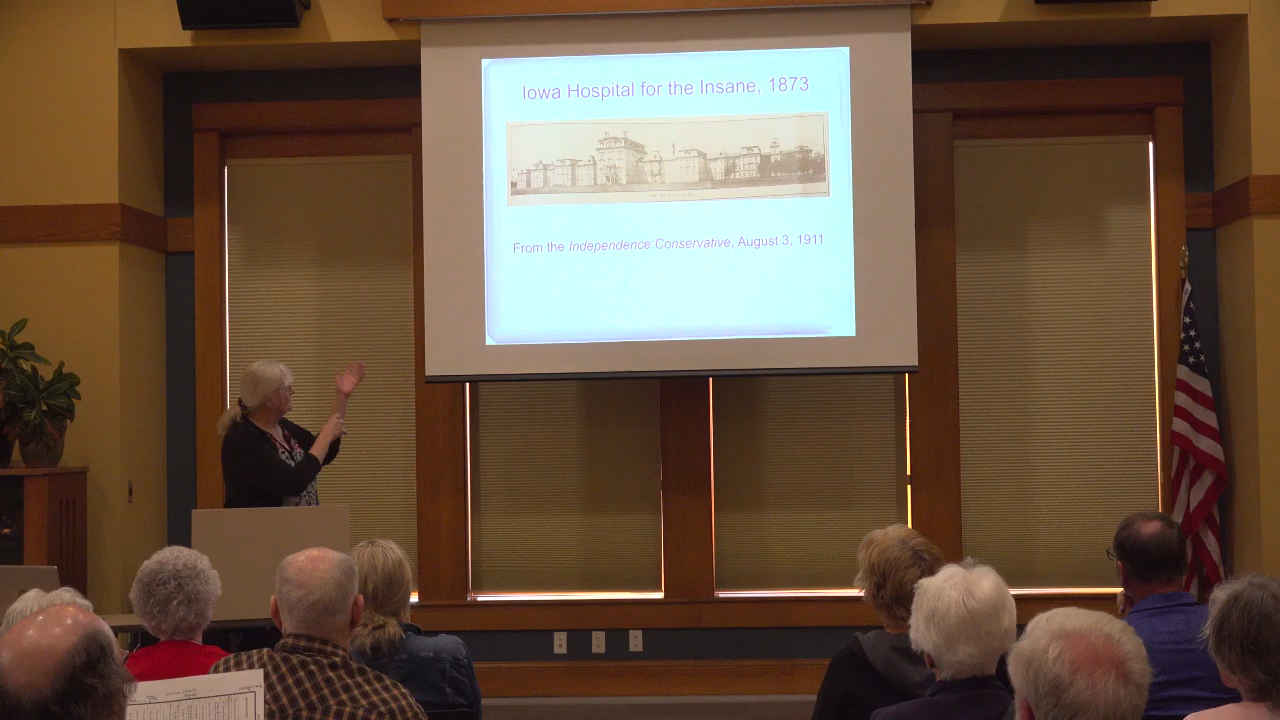 Iowa Hospital for the Insane, 1873
From the Independence Conservative, August 3, 1911